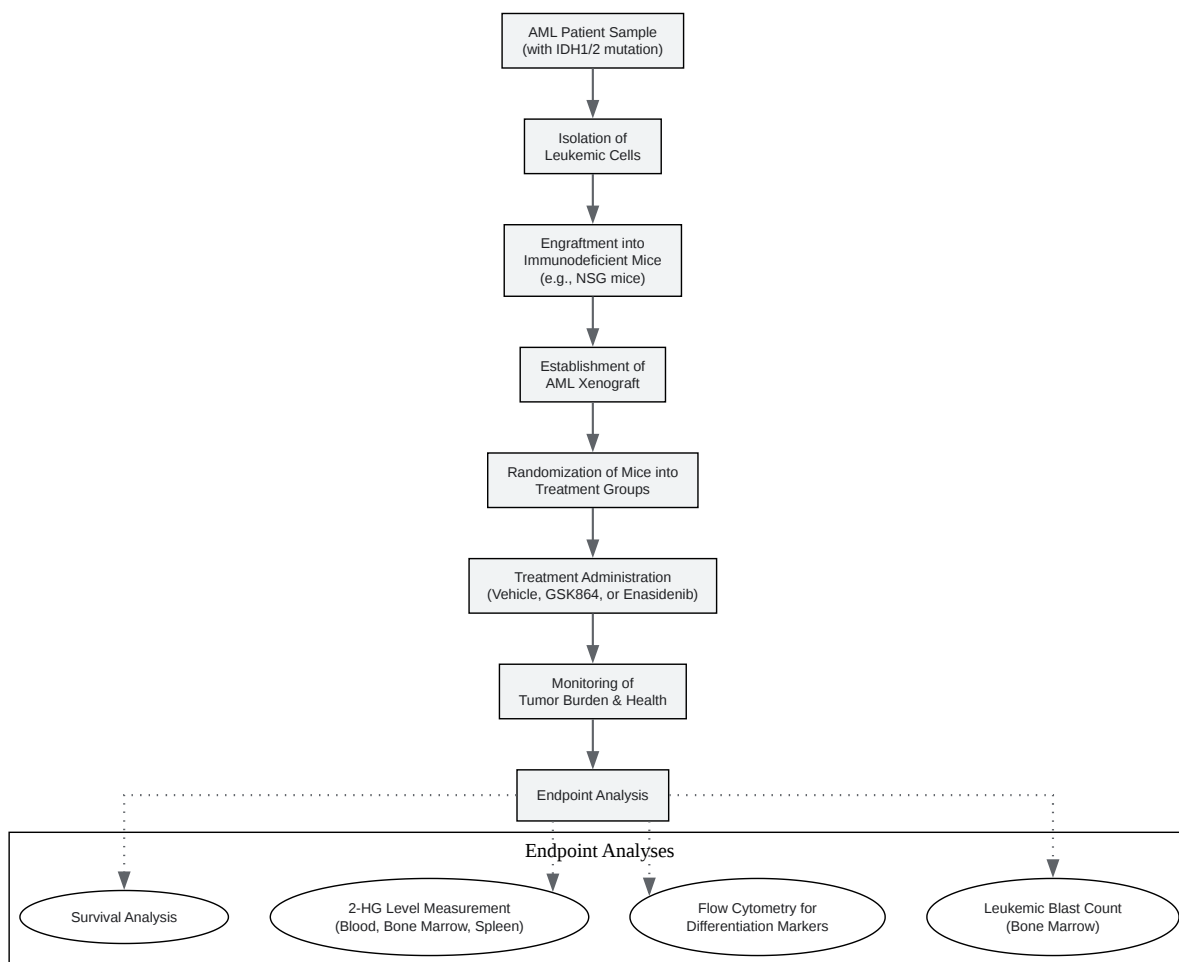 AML Patient Sample
(with IDH1/2 mutation)
Isolation of
Leukemic Cells
Engraftment into
Immunodeficient Mice
(e.g., NSG mice)
Establishment of
AML Xenograft
Randomization of Mice into
Treatment Groups
Treatment Administration
(Vehicle, GSK864, or Enasidenib)
Monitoring of
Tumor Burden & Health
Endpoint Analysis
Endpoint Analyses
Survival Analysis
2-HG Level Measurement
(Blood, Bone Marrow, Spleen)
Flow Cytometry for
Differentiation Markers
Leukemic Blast Count
(Bone Marrow)